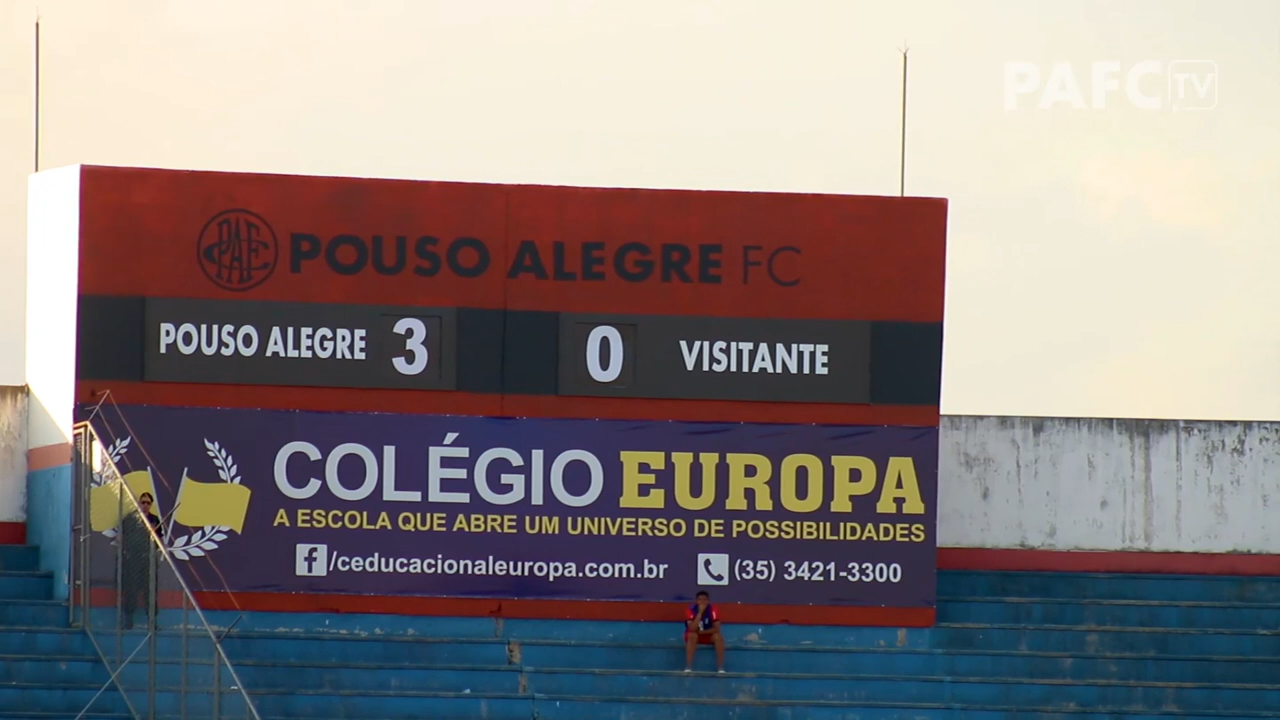 PAFC TV
PAFC POUSO ALEGRE FC
POUSO ALEGRE 3 0 VISITANTE
COLÉGIO EUROPA
A ESCOLA QUE ABRE UM UNIVERSO DE POSSIBILIDADES
/ceducacionaleuropa.com.br (35) 3421-3300